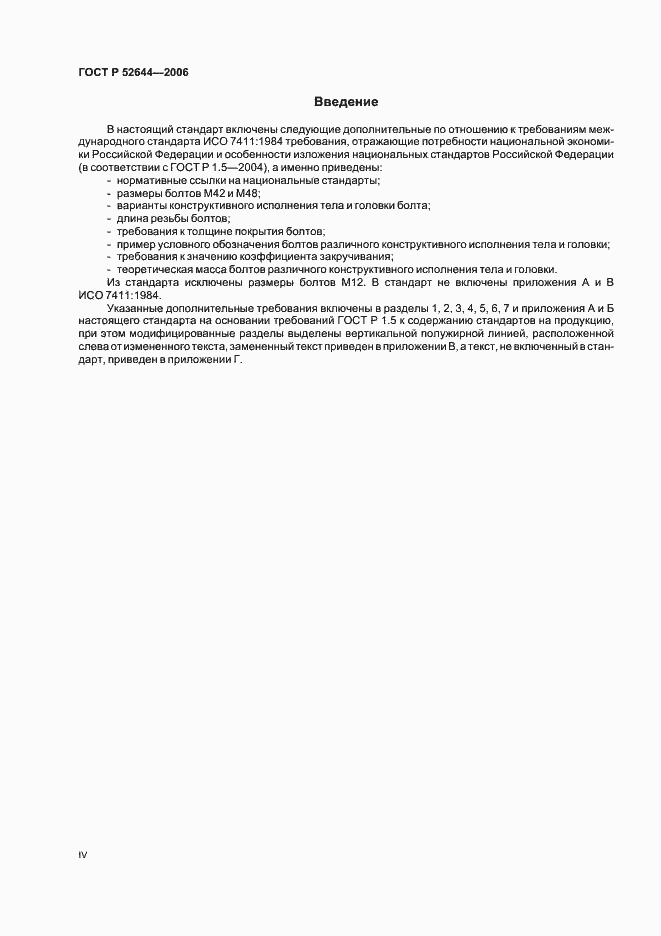 ГОСТ Р 52644—2006
Введение
В настоящий стандарт включены следующие дополнительные по отношению к требованиям меж-
дународного стандарта ИСО 7411:1984 требования, отражающие потребности национальной экономи-
ки Российской Федерации и особенности изложения национальных стандартов Российской Федерации
(в соответствии с ГОСТ Р 1.5—2004), а именно приведены:
- нормативные ссылки на национальные стандарты;
- размеры болтов М42 и М48;
- варианты конструктивного исполнения тела и головки болта;
- длина резьбы болтов;
- требования к толщине покрытия болтов;
- пример условного обозначения болтов различного конструктивного исполнения тела и головки;
- требования к значению коэффициента закручивания;
- теоретическая масса болтов различного конструктивного исполнения тела и головки.
Из стандарта исключены размеры болтов М12. В стандарт не включены приложения А и В
ИСО 7411:1984.
Указанные дополнительные требования включены в разделы 1, 2, 3, 4, 5, 6, 7 и приложения А и Б
настоящего стандарта на основании требований ГОСТ Р 1.5 к содержанию стандартов на продукцию,
при этом модифицированные разделы выделены вертикальной полужирной линией, расположенной
слева от измененного текста, замененный текст приведен в приложении В, а текст, не включенный в стан-
дарт, приведен в приложении Г.
IV